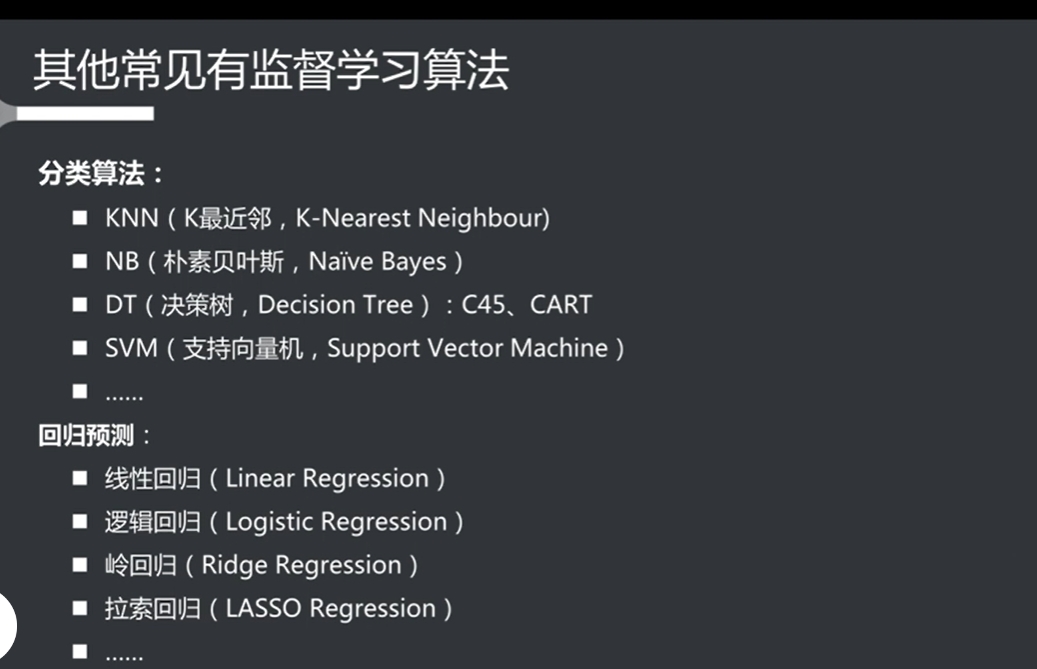 其他常见有监督学习算法
分类算法：
■ KNN（K最近邻，K-Nearest Neighbour)
■ NB（朴素贝叶斯，Naïve Bayes）
■ DT（决策树，Decision Tree）：C45、CART
■ SVM（支持向量机，Support Vector Machine）
■ ......
回归预测：
■ 线性回归（Linear Regression）
■ 逻辑回归（Logistic Regression）
■ 岭回归（Ridge Regression）
■ 拉索回归（LASSO Regression）
■ ......